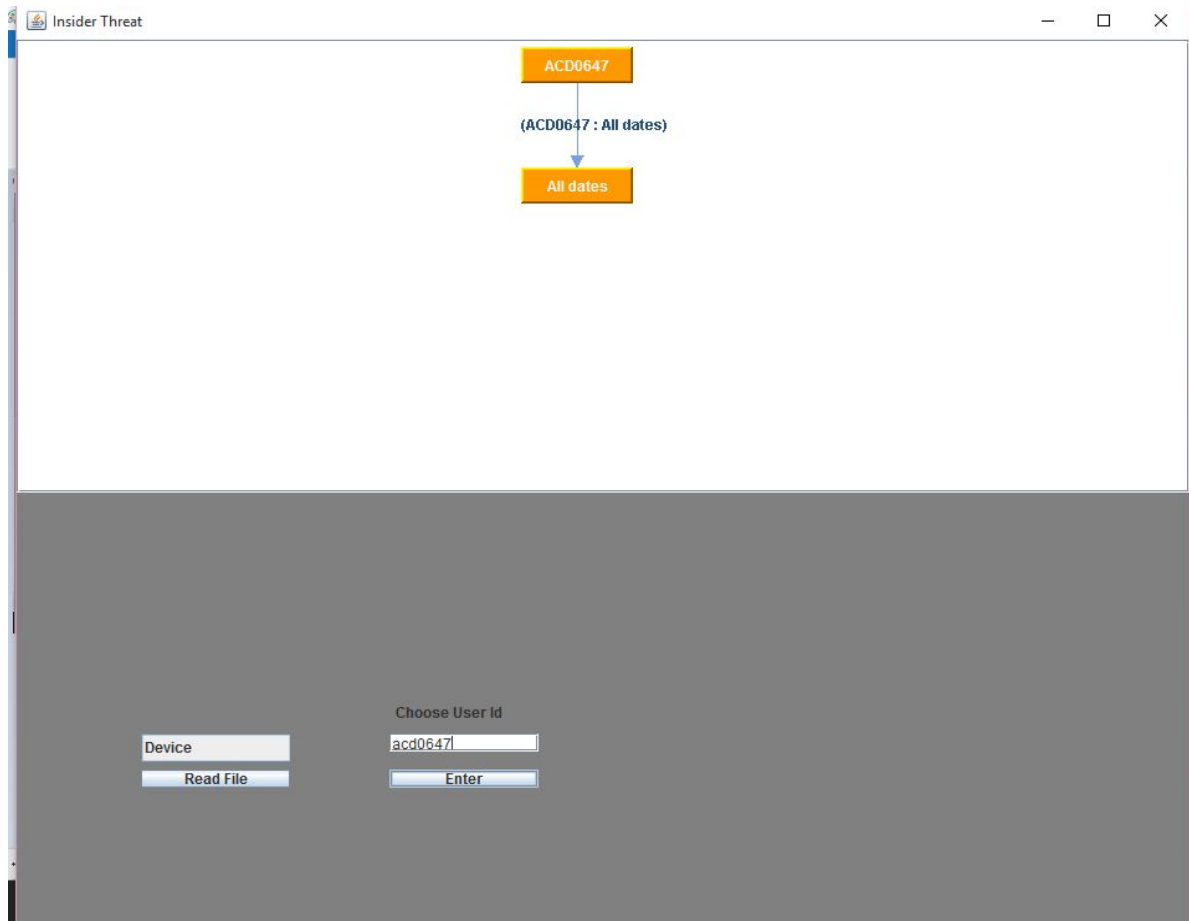 Insider Threat
ACD0647
(ACD0647 : All dates)
All dates
Choose User Id
Device
acd0647
Read File
Enter